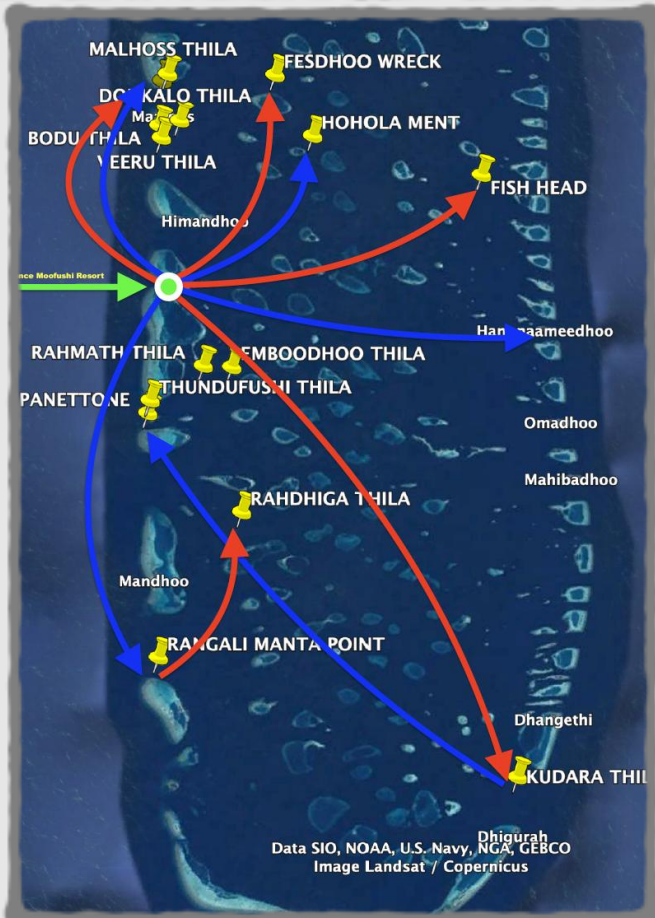 MALHOSS THILA
FESDHOO WRECK
DONKALO THILA
HOHOLA MENT
BODU THILA
VEERU THILA
FISH HEAD
Himandhoo
nce Moofushi Resort
RAHMATH THILA
EMBOODHOO THILA
THUNDUFUSHI THILA
PANETTONE
Omadhoo
Mahibadhoo
RAHDHIGA THILA
Mandhoo
RANGALI MANTA POINT
Dhangethi
KUDARA THIL
Dhigurah
Data SIO, NOAA, U.S. Navy, NGA, GEBCO
Image Landsat / Copernicus